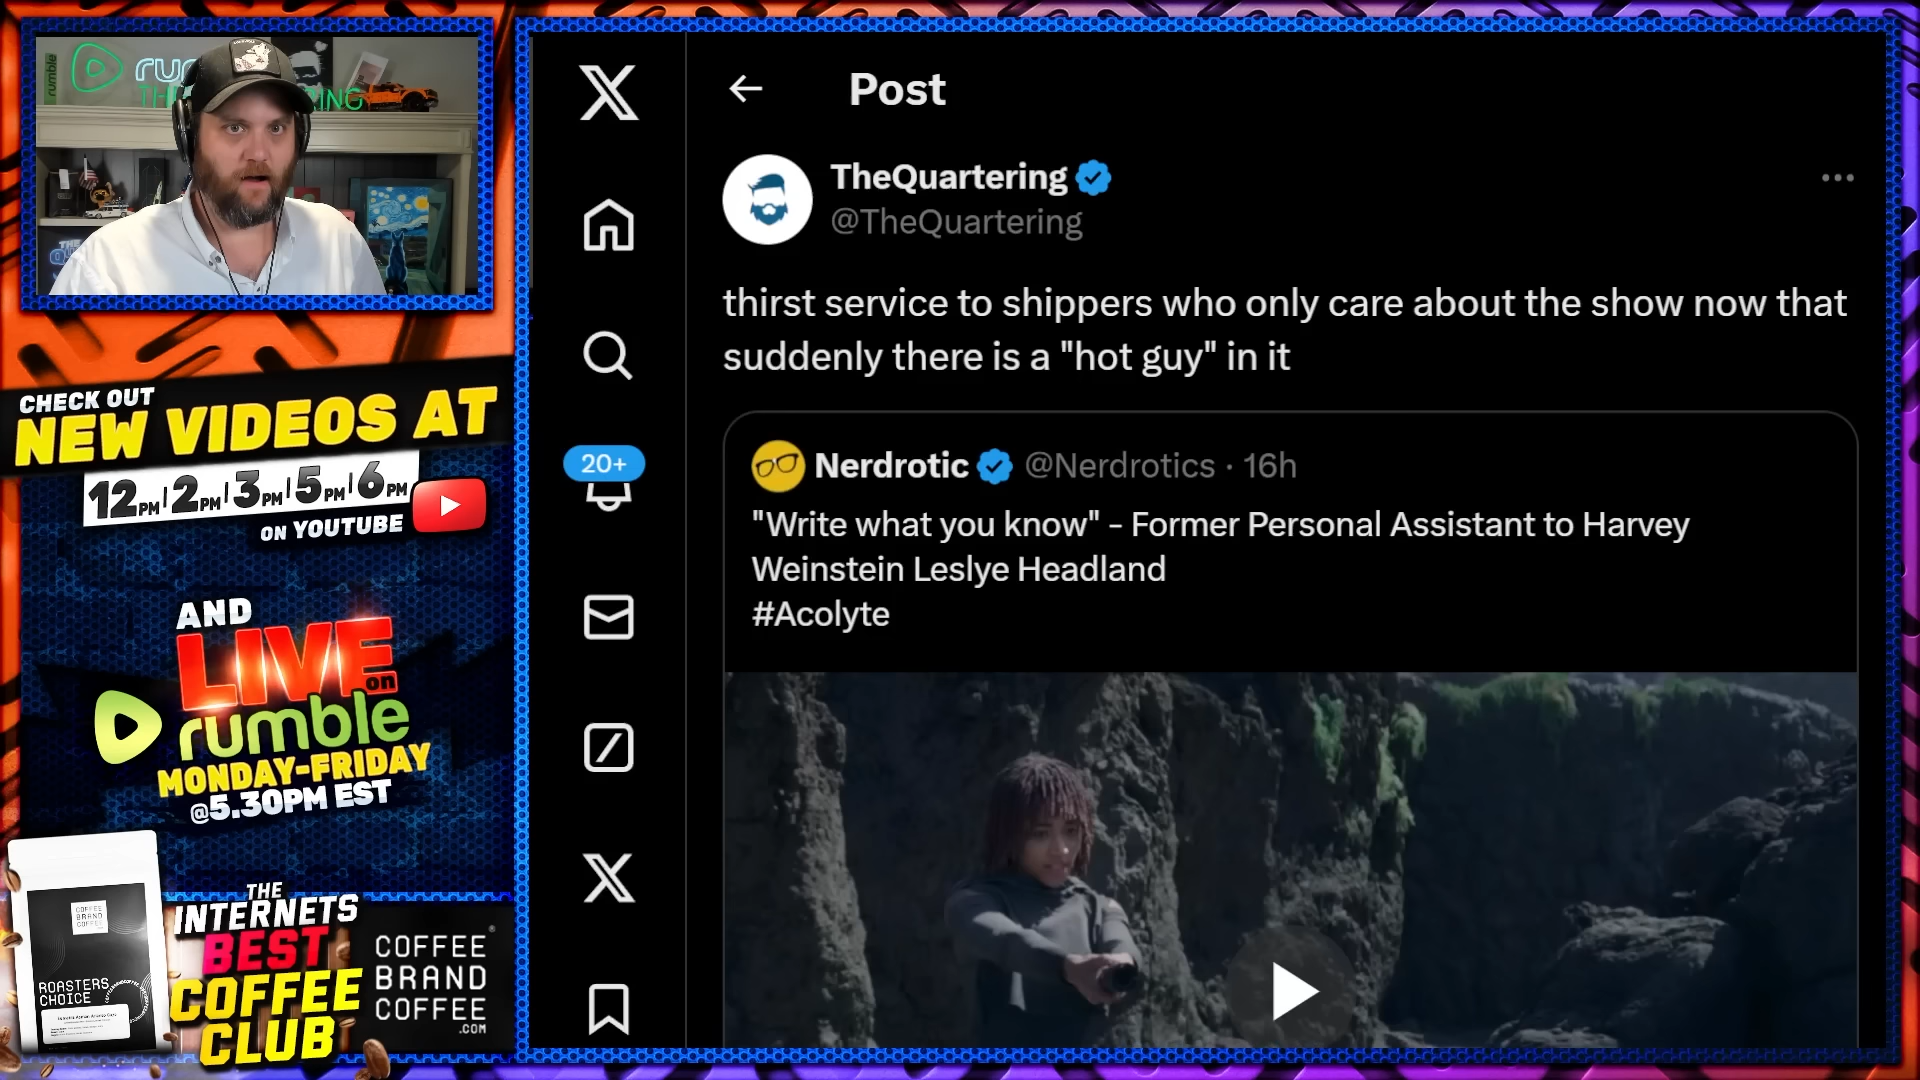 rumble
CHECK OUT
NEW VIDEOS AT
12PM | 2PM | 3PM | 5PM | 6PM
ON YOUTUBE
AND
LIVE
on
rumble
MONDAY-FRIDAY
@5.30PM EST
THE
INTERNETS
BEST
COFFEE
CLUB
COFFEE
BRAND
COFFEE
.COM
COFFEE
BRAND
COFFEE
ROASTERS
CHOICE
Post
TheQuartering
@TheQuartering
thirst service to shippers who only care about the show now that
suddenly there is a "hot guy" in it
20+
Nerdrotic @Nerdrotics · 16h
"Write what you know" - Former Personal Assistant to Harvey
Weinstein Leslye Headland
#Acolyte